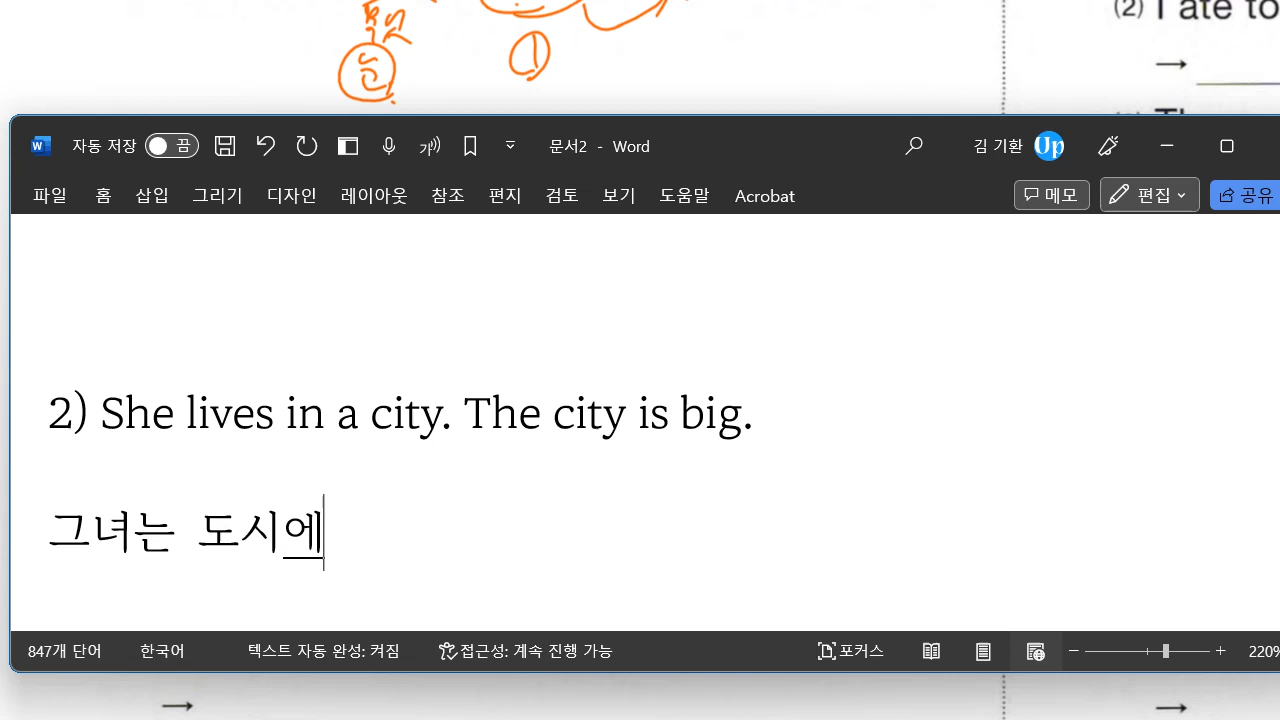 (2) I ate to
①
자동 저장 끔 가 문서2 - Word 김 기환 Up
파일 홈 삽입 그리기 디자인 레이아웃 참조 편지 검토 보기 도움말 Acrobat 메모 편집 공유
2) She lives in a city. The city is big.
그녀는 도시에
847개 단어 한국어 텍스트 자동 완성: 켜짐 접근성: 계속 진행 가능 포커스 220%